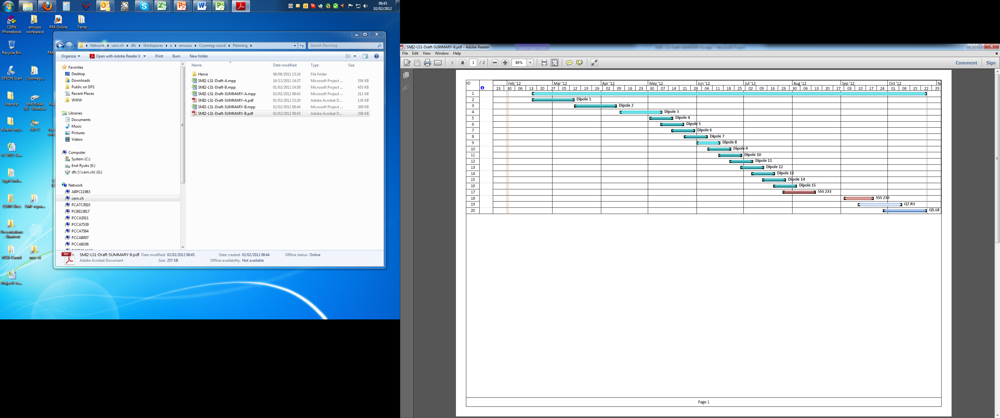 08:45
02/02/2012
CERN Phonebook
amusso workspace
PM-Online
Temp
Recycle Bin
EPSON Scan
Cryomag-...
logo.zip
End-Ryuks (E) - Shortcut
duravit_my...
HD-C
F1-2011-Se...
Appl-Endr...
CERN-Sites
LMF-repar...
Presentations - Shortcut
NCR-Coord
msc-ci
Project1-te...
Network
cern.ch
dfs
Workspaces
a
amusso
Cryomag-coord
Planning
Search Planning
Organize
Open with Adobe Reader X
Print
Burn
New folder
Favorites
Desktop
Downloads
Public on DFS
Recent Places
WWW
Libraries
Documents
Music
Pictures
Videos
Computer
System (C:)
End-Ryuks (E:)
dfs (\\cern.ch) (G:)
Network
ABPC11983
cern.ch
PCATCRI10
PCBE13817
PCCA3011
PCCA7539
PCCA7564
PCCA8007
PCCA8106
Name Date modified Type Size
Herve 06/06/2011 15:24 File folder
SMI2-LS1-Draft-A.mpp 16/12/2011 14:37 Microsoft Project ... 354 KB
SMI2-LS1-Draft-B.mpp 01/02/2012 14:59 Microsoft Project ... 455 KB
SMI2-LS1-Draft-SUMMARY-A.mpp 02/02/2012 08:43 Microsoft Project ... 211 KB
SMI2-LS1-Draft-SUMMARY-A.pdf 01/02/2012 15:20 Adobe Acrobat D... 124 KB
SMI2-LS1-Draft-SUMMARY-B.mpp 02/02/2012 08:44 Microsoft Project ... 209 KB
SMI2-LS1-Draft-SUMMARY-B.pdf 02/02/2012 08:45 Adobe Acrobat D... 258 KB
SMI2-LS1-Draft-SUMMARY-B.pdf Date modified: 02/02/2012 08:45 Date created: 02/02/2012 08:44 Offline status: Online
Adobe Acrobat Document Size: 257 KB Offline availability: Not available
SMI2-LS1-Draft-SUMMARY-B.pdf - Adobe Reader
File Edit View Window Help
1 / 2 89% Comment Sign
ID Feb '12 Mar '12 Apr '12 May '12 Jun '12 Jul '12 Aug '12 Sep '12 Oct '12
23 30 06 13 20 27 05 12 19 26 02 09 16 23 30 07 14 21 28 04 11 18 25 02 09 16 23 30 06 13 20 27 03 10 17 24 01 08 15 22 29
1
2 Dipole 1
3 Dipole 2
4 Dipole 3
5 Dipole 4
6 Dipole 5
7 Dipole 6
8 Dipole 7
9 Dipole 8
10 Dipole 9
11 Dipole 10
12 Dipole 11
13 Dipole 12
14 Dipole 13
15 Dipole 14
16 Dipole 15
17 SSS 233
18 SSS 230
19 Q7.R3
20 Q5.L8
Page 1